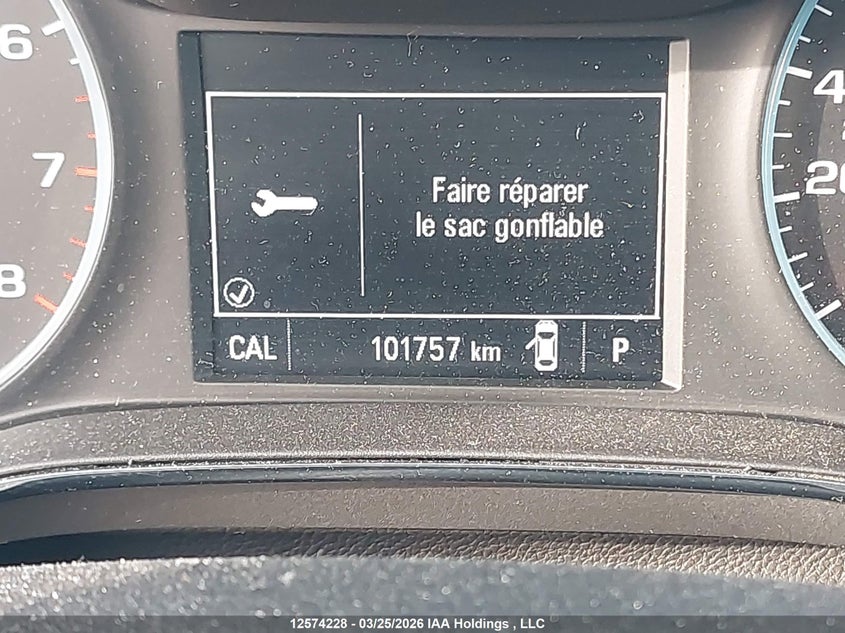 6
7
8
4
20
Faire réparer
le sac gonflable
CAL
101757 km
P
12574228 - 03/25/2026 IAA Holdings , LLC